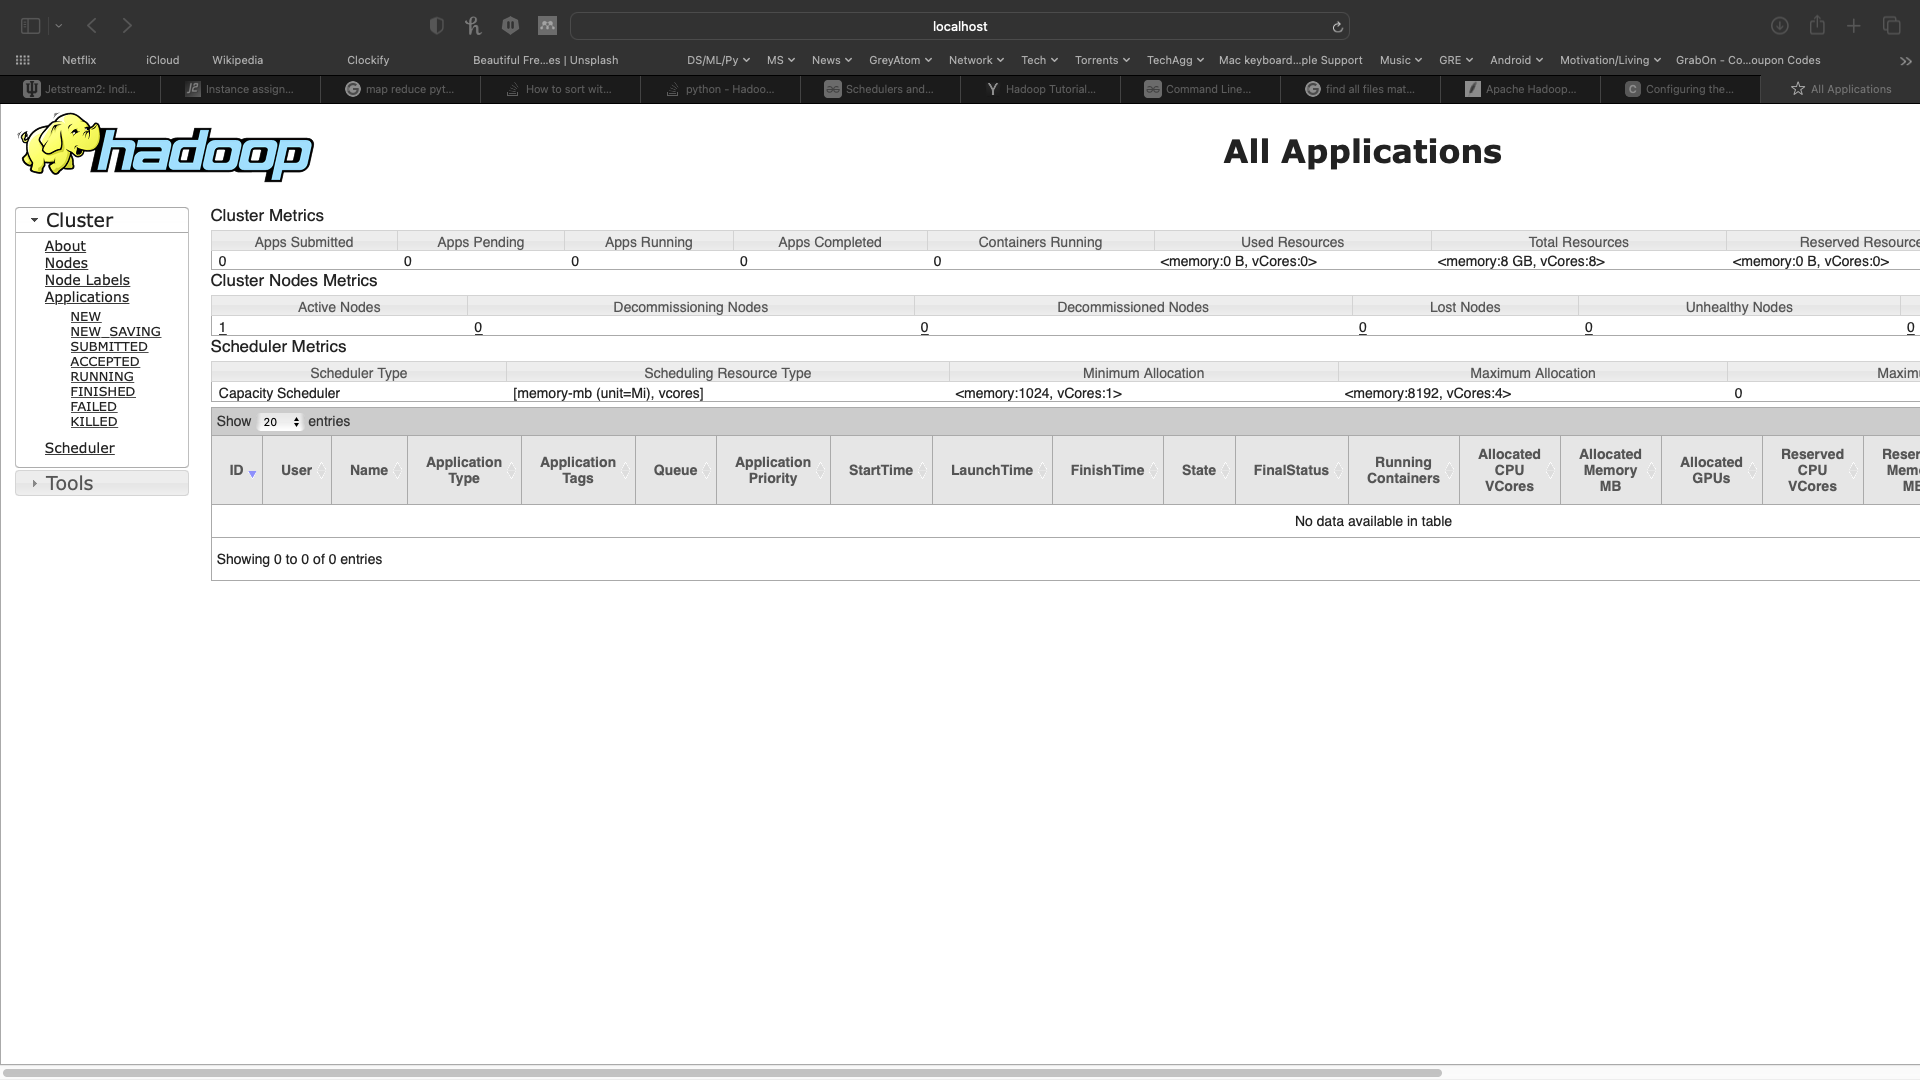 localhost
Netflix iCloud Wikipedia Clockify Beautiful Fre...es | Unsplash DS/ML/Py MS News GreyAtom Network Tech Torrents TechAgg Mac keyboard...ple Support Music GRE Android Motivation/Living GrabOn - Co...oupon Codes
Jetstream2: Indi... Instance assign... map reduce pyt... How to sort wit... python - Hadoo... Schedulers and... Hadoop Tutorial... Command Line... find all files mat... Apache Hadoop... Configuring the... All Applications
hadoop
All Applications
Cluster
About
Nodes
Node Labels
Applications
NEW
NEW_SAVING
SUBMITTED
ACCEPTED
RUNNING
FINISHED
FAILED
KILLED
Scheduler
Tools
Cluster Metrics
Apps Submitted Apps Pending Apps Running Apps Completed Containers Running Used Resources Total Resources Reserved Resource
0 0 0 0 0 <memory:0 B, vCores:0> <memory:8 GB, vCores:8> <memory:0 B, vCores:0>
Cluster Nodes Metrics
Active Nodes Decommissioning Nodes Decommissioned Nodes Lost Nodes Unhealthy Nodes
1 0 0 0 0 0
Scheduler Metrics
Scheduler Type Scheduling Resource Type Minimum Allocation Maximum Allocation Maxim
Capacity Scheduler [memory-mb (unit=Mi), vcores] <memory:1024, vCores:1> <memory:8192, vCores:4> 0
Show 20 entries
ID User Name Application Type Application Tags Queue Application Priority StartTime LaunchTime FinishTime State FinalStatus Running Containers Allocated CPU VCores Allocated Memory MB Allocated GPUs Reserved CPU VCores Reser Mem MB
No data available in table
Showing 0 to 0 of 0 entries